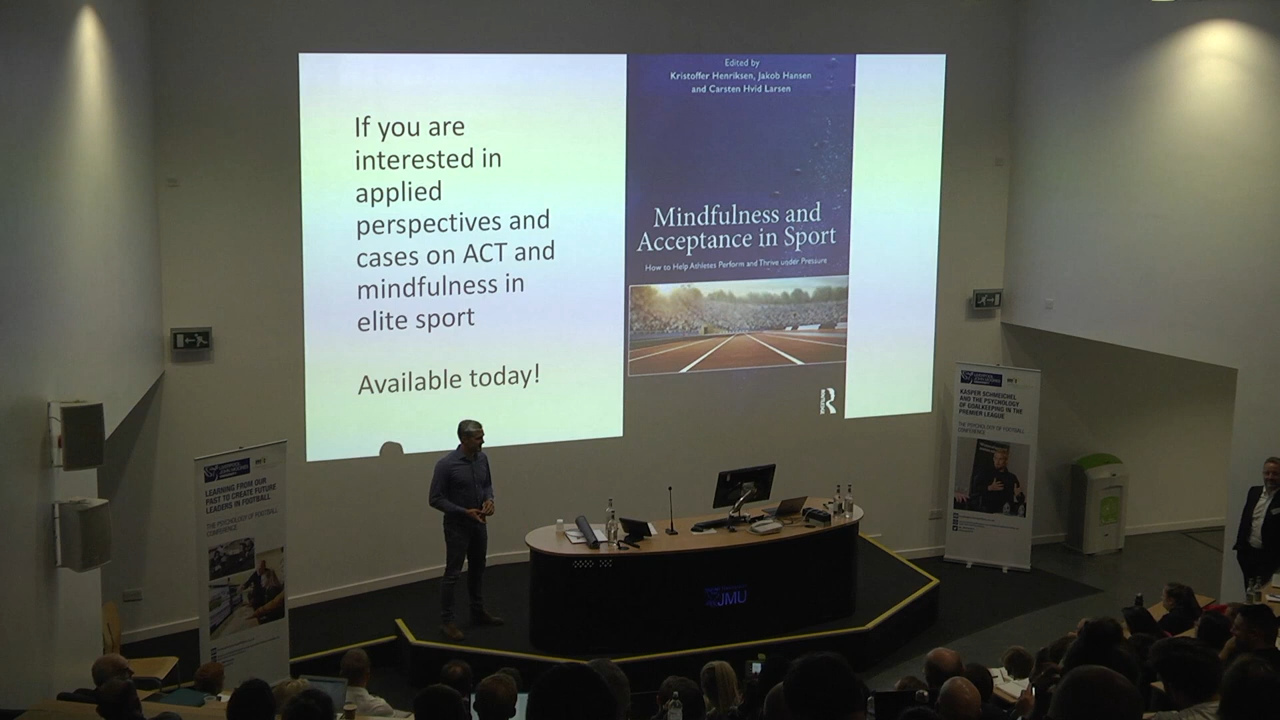 If you are
interested in
applied
perspectives and
cases on ACT and
mindfulness in
elite sport
Available today!
Edited by
Kristoffer Henriksen, Jakob Hansen
and Carsten Hvid Larsen
Mindfulness and
Acceptance in Sport
How to Help Athletes Perform and Thrive under Pressure
R
LEARNING FROM OUR
PAST TO CREATE FUTURE
LEADERS IN FOOTBALL
THE PSYCHOLOGY OF FOOTBALL
CONFERENCE
JMU
KASPER SCHMEICHEL
AND THE PSYCHOLOGY
OF GOALKEEPING IN THE
PREMIER LEAGUE
THE PSYCHOLOGY OF FOOTBALL
CONFERENCE